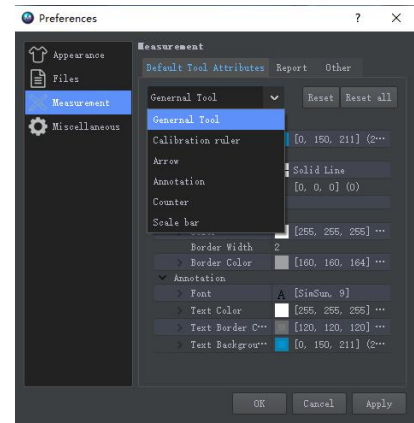 Preferences
? ×
Appearance
Files
Measurement
Miscellaneous
Measurement
Default Tool Attributes Report Other
Genernal Tool Reset Reset all
Genernal Tool
Calibration ruler
Arrow
Annotation
Counter
Scale bar
[0, 150, 211] (2···
Solid Line
[0, 0, 0] (0)
[255, 255, 255] ···
Border Width 2
Border Color [160, 160, 164] ···
Annotation
Font A [SimSun, 9]
Text Color [255, 255, 255] ···
Text Border C··· [120, 120, 120] ···
Text Backgrou··· [0, 150, 211] (2···
OK Cancel Apply